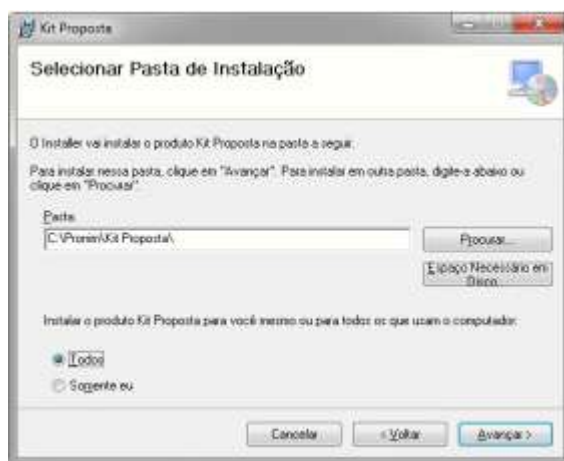 Kit Proposta
Selecionar Pasta de Instalação
O Installer vai instalar o produto Kit Proposta na pasta a seguir.
Para instalar nessa pasta, clique em "Avançar". Para instalar em outra pasta, digite-a abaixo ou
clique em "Procurar".
Pasta:
C:\Pronim\Kit Proposta\
Procurar...
Espaço Necessário em
Disco
Instalar o produto Kit Proposta para você mesmo ou para todos os que usam o computador:
Todos
Somente eu
Cancelar
< Voltar
Avançar >